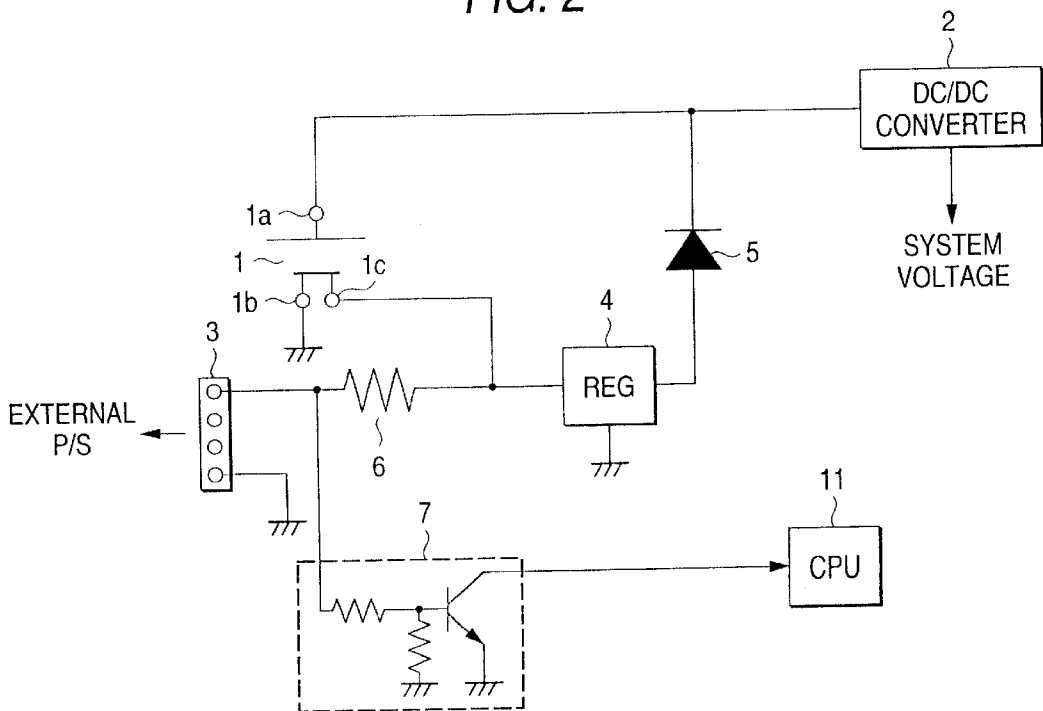 FIG. 2
2
DC/DC
CONVERTER
1a
1
1c
1b
5
SYSTEM
VOLTAGE
3
4
REG
EXTERNAL
P/S
6
7
11
CPU